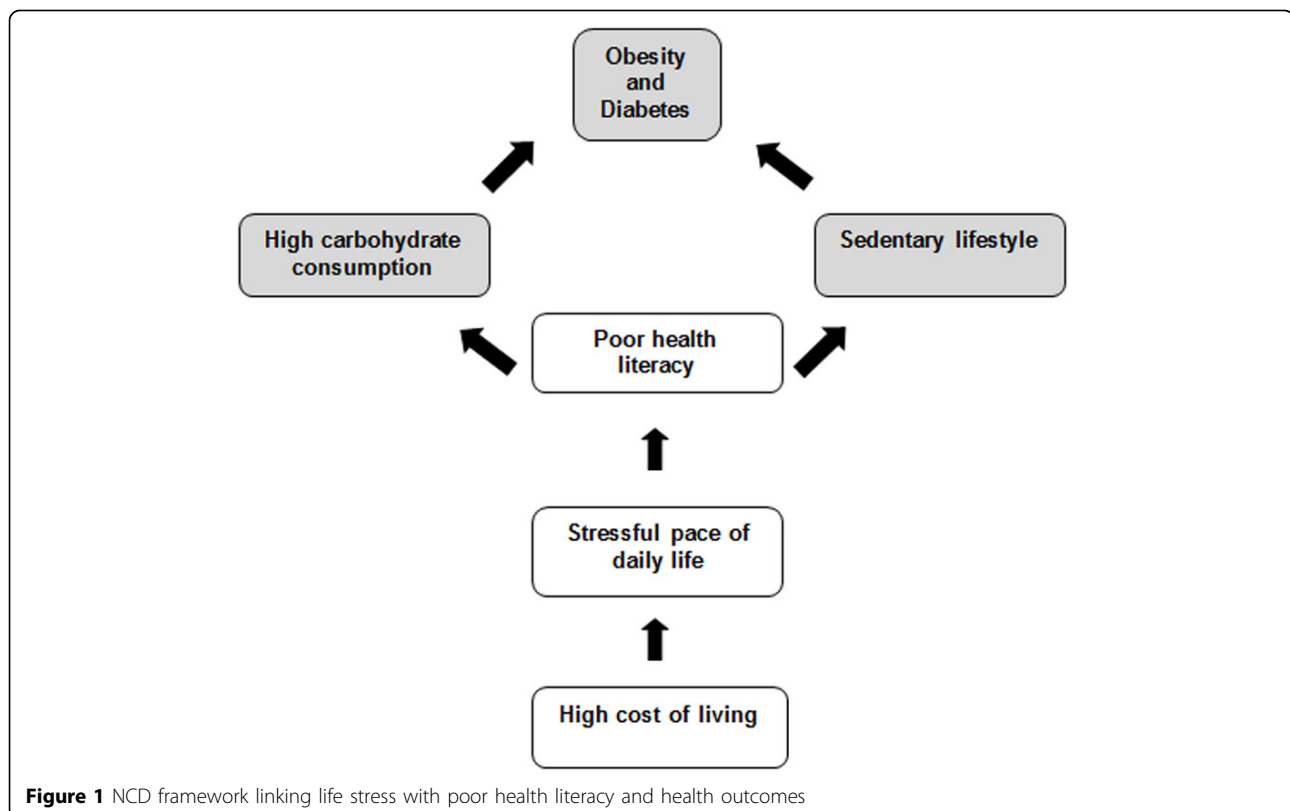 Obesity
and
Diabetes
High carbohydrate
consumption
Sedentary lifestyle
Poor health
literacy
Stressful pace of
daily life
High cost of living
Figure 1 NCD framework linking life stress with poor health literacy and health outcomes